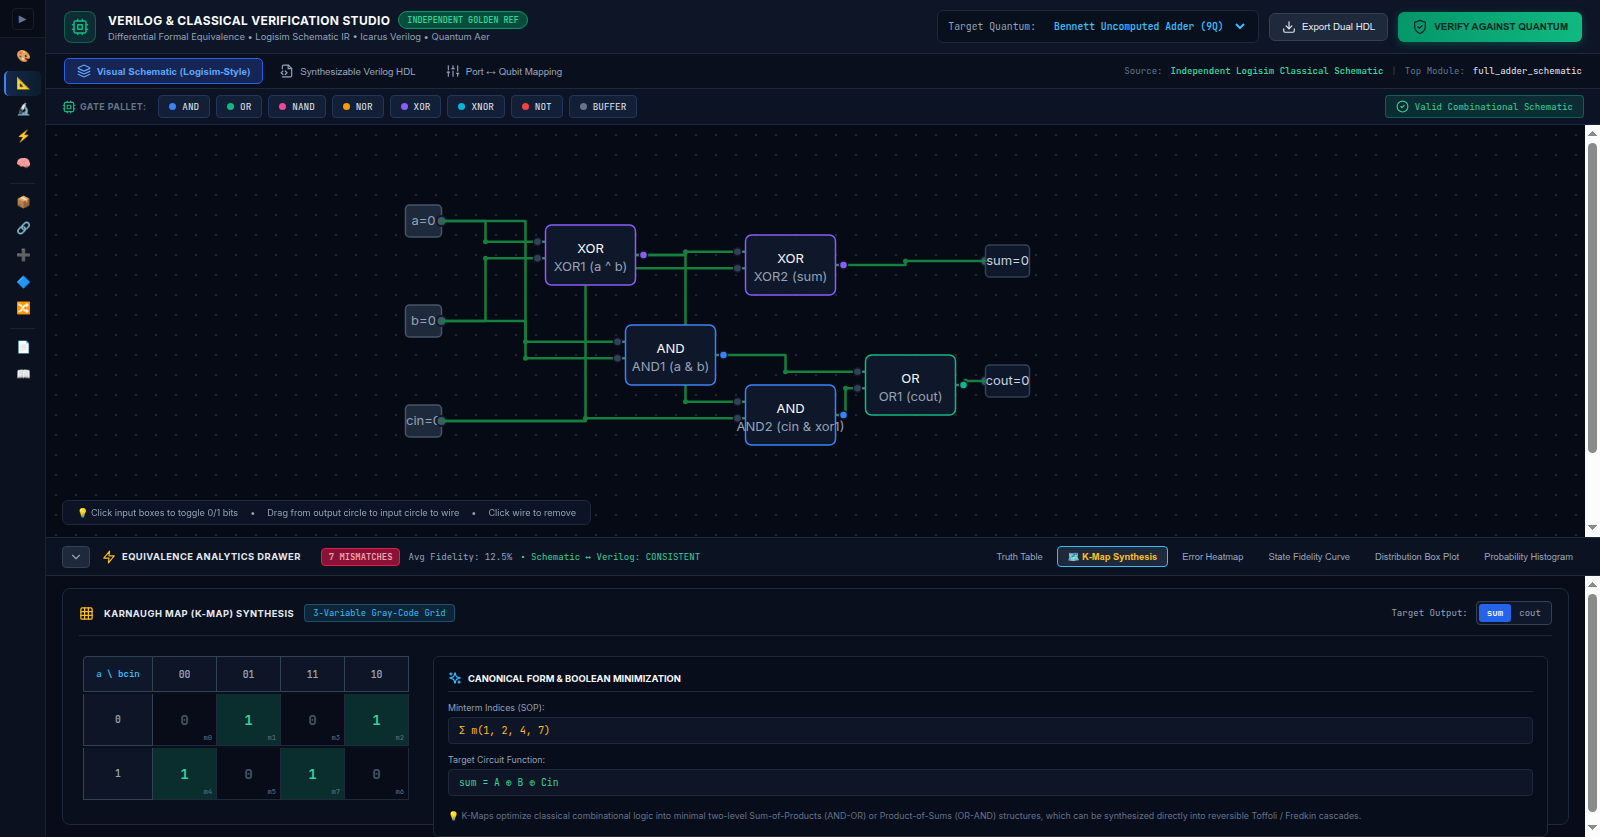 VERILOG & CLASSICAL VERIFICATION STUDIO INDEPENDENT GOLDEN REF
Differential Formal Equivalence • Logisim Schematic IR • Icarus Verilog • Quantum Aer
Target Quantum: Bennett Uncomputed Adder (9Q)
Export Dual HDL
VERIFY AGAINST QUANTUM
Visual Schematic (Logisim-Style)
Synthesizable Verilog HDL
Port ↔ Qubit Mapping
Source: Independent Logisim Classical Schematic | Top Module: full_adder_schematic
GATE PALLET: AND OR NAND NOR XOR XNOR NOT BUFFER
Valid Combinational Schematic
a=0
XOR
XOR1 (a ^ b)
XOR
XOR2 (sum)
sum=0
b=0
AND
AND1 (a & b)
OR
OR1 (cout)
cout=0
cin=0
AND
AND2 (cin & xor1)
💡 Click input boxes to toggle 0/1 bits • Drag from output circle to input circle to wire • Click wire to remove
EQUIVALENCE ANALYTICS DRAWER
7 MISMATCHES
Avg Fidelity: 12.5% • Schematic ↔ Verilog: CONSISTENT
Truth Table
K-Map Synthesis
Error Heatmap
State Fidelity Curve
Distribution Box Plot
Probability Histogram
KARNAUGH MAP (K-MAP) SYNTHESIS 3-Variable Gray-Code Grid
Target Output: sum cout
a \ bcin 00 01 11 10
0 0 m0 1 m1 0 m3 1 m2
1 1 m4 0 m5 1 m7 0 m6
CANONICAL FORM & BOOLEAN MINIMIZATION
Minterm Indices (SOP):
Σ m(1, 2, 4, 7)
Target Circuit Function:
sum = A ⊕ B ⊕ Cin
💡 K-Maps optimize classical combinational logic into minimal two-level Sum-of-Products (AND-OR) or Product-of-Sums (OR-AND) structures, which can be synthesized directly into reversible Toffoli / Fredkin cascades.